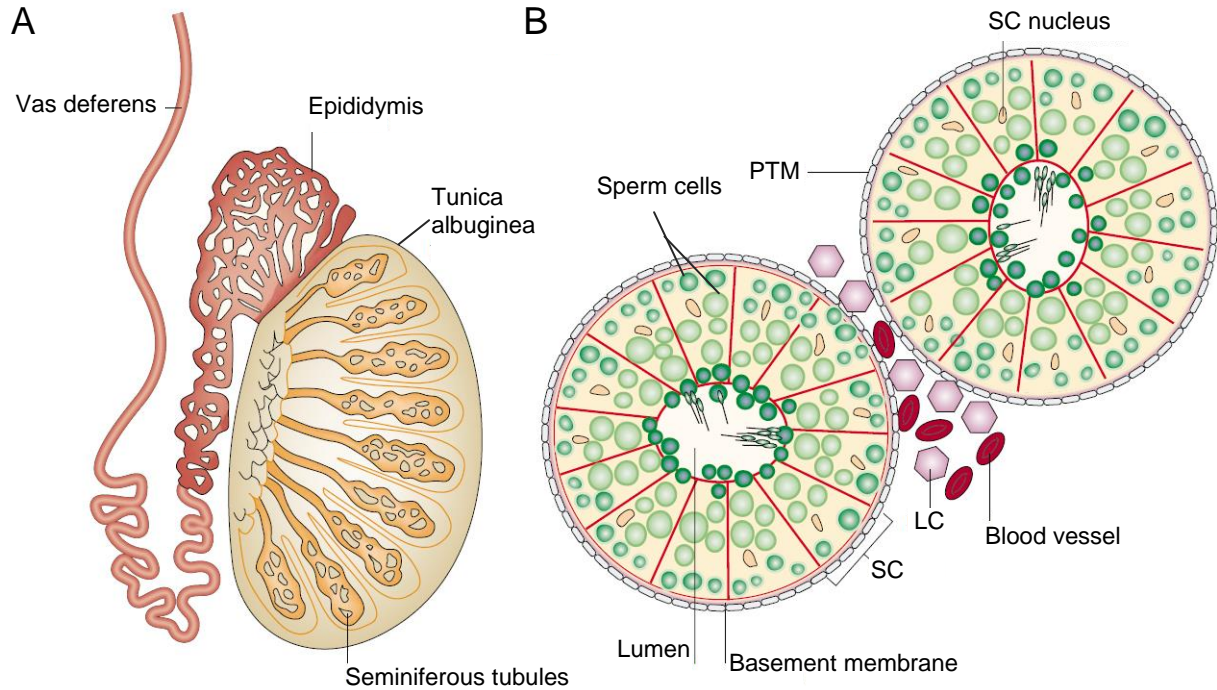 A
Vas deferens
Epididymis
Tunica
albuginea
Seminiferous tubules
B
SC nucleus
PTM
Sperm cells
LC
Blood vessel
SC
Lumen
Basement membrane